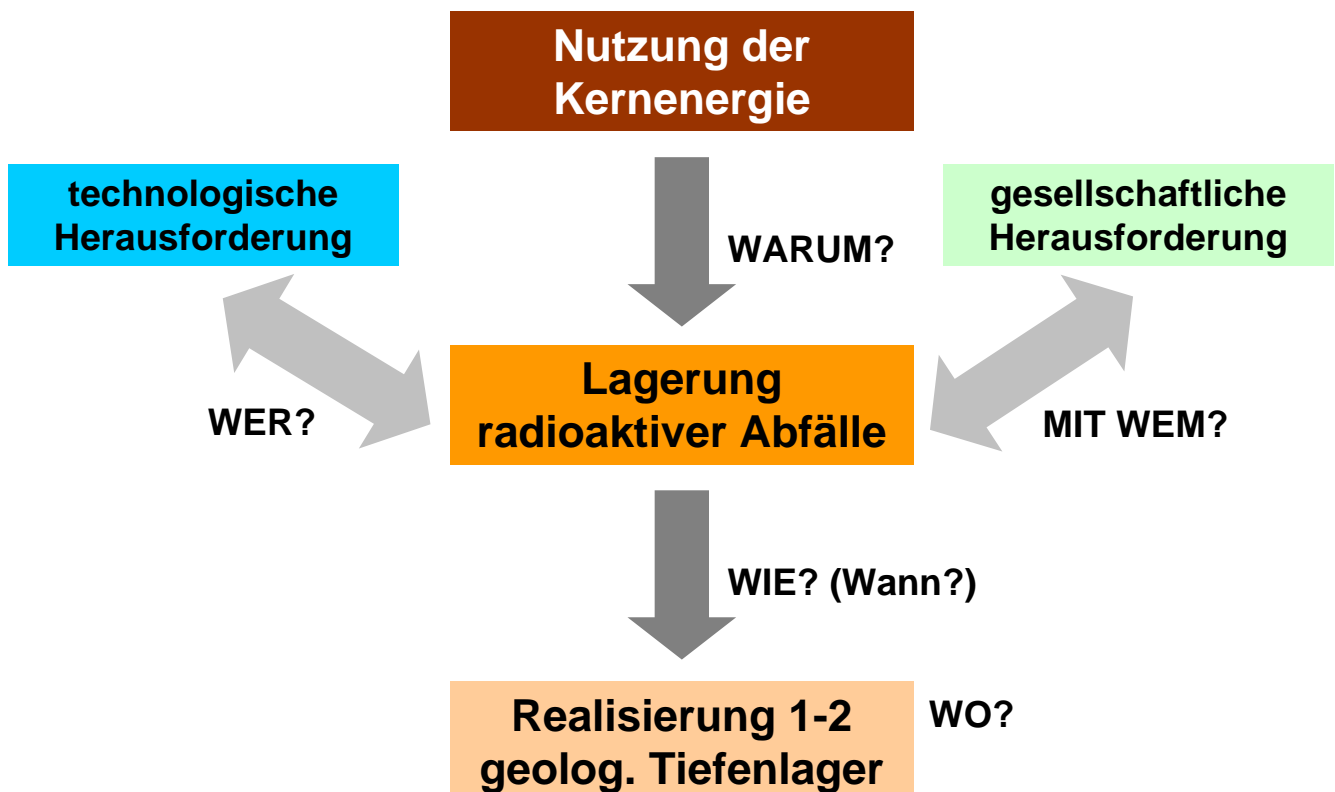 Nutzung der
Kernenergie
technologische
Herausforderung
gesellschaftliche
Herausforderung
WARUM?
Lagerung
radioaktiver Abfälle
WER?
MIT WEM?
WIE? (Wann?)
Realisierung 1-2
geolog. Tiefenlager
WO?